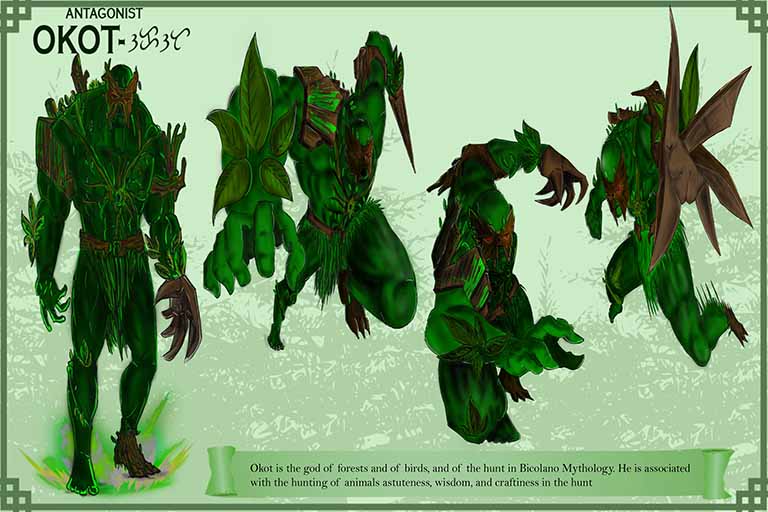 ANTAGONIST
OKOT-
Okot is the god of forests and of birds, and of the hunt in Bicolano Mythology. He is associated
with the hunting of animals astuteness, wisdom, and craftiness in the hunt